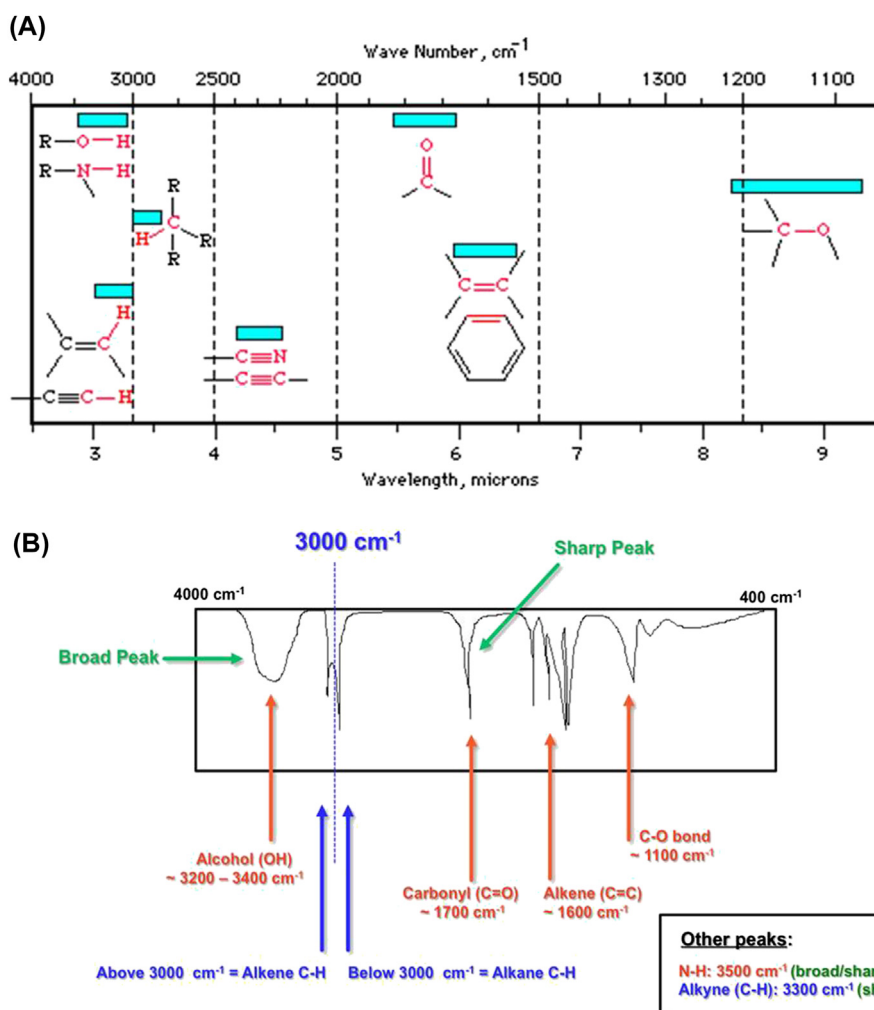 (A)
Wave Number, cm-1
4000 3000 2500 2000 1500 1300 1200 1100
R O H
R N H
O
C
R
H C R
R
C O
C=C
H
C=C
C≡N
C≡C
C≡C H
3 4 5 6 7 8 9
Wavelength, microns
(B)
3000 cm-1
Sharp Peak
4000 cm-1
400 cm-1
Broad Peak
Alcohol (OH)
~ 3200 – 3400 cm-1
C-O bond
~ 1100 cm-1
Carbonyl (C=O)
~ 1700 cm-1
Alkene (C=C)
~ 1600 cm-1
Above 3000 cm-1 = Alkene C-H
Below 3000 cm-1 = Alkane C-H
Other peaks:
N-H: 3500 cm-1 (broad/shar
Alkyne (C-H): 3300 cm-1 (s